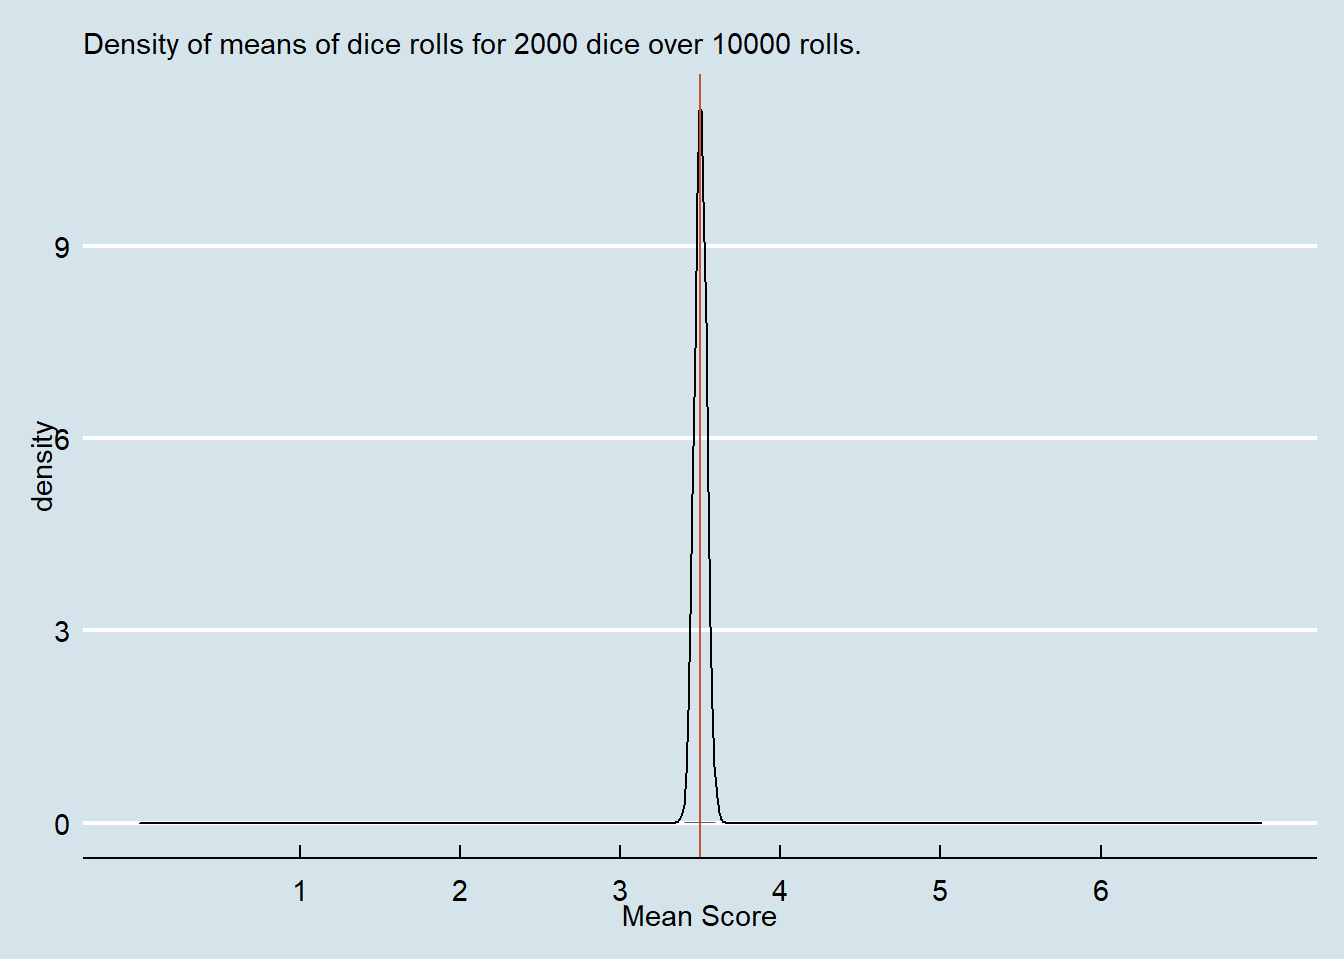 Density of means of dice rolls for 2000 dice over 10000 rolls.
9
6
3
0
density
1 2 3 4 5 6
Mean Score